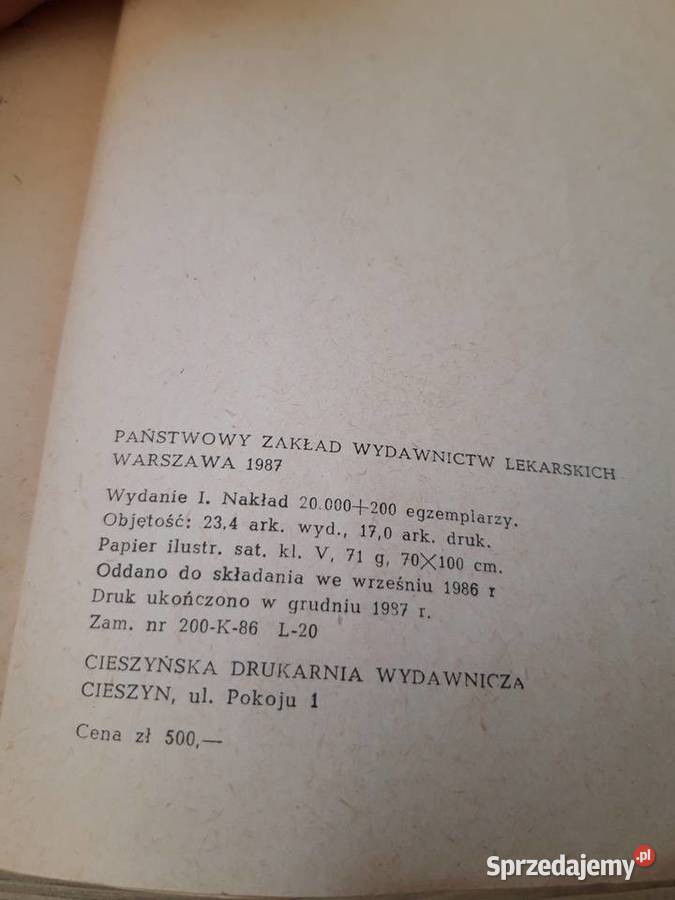 PAŃSTWOWY ZAKŁAD WYDAWNICTW LEKARSKICH
WARSZAWA 1987
Wydanie I. Nakład 20.000+200 egzemplarzy.
Objętość: 23,4 ark. wyd., 17,0 ark. druk.
Papier ilustr. sat. kl. V, 71 g, 70×100 cm.
Oddano do składania we wrześniu 1986 r
Druk ukończono w grudniu 1987 r.
Zam. nr 200-K-86 L-20
CIESZYŃSKA DRUKARNIA WYDAWNICZA
CIESZYN, ul. Pokoju 1
Cena zł 500,—
Sprzedajemy.pl